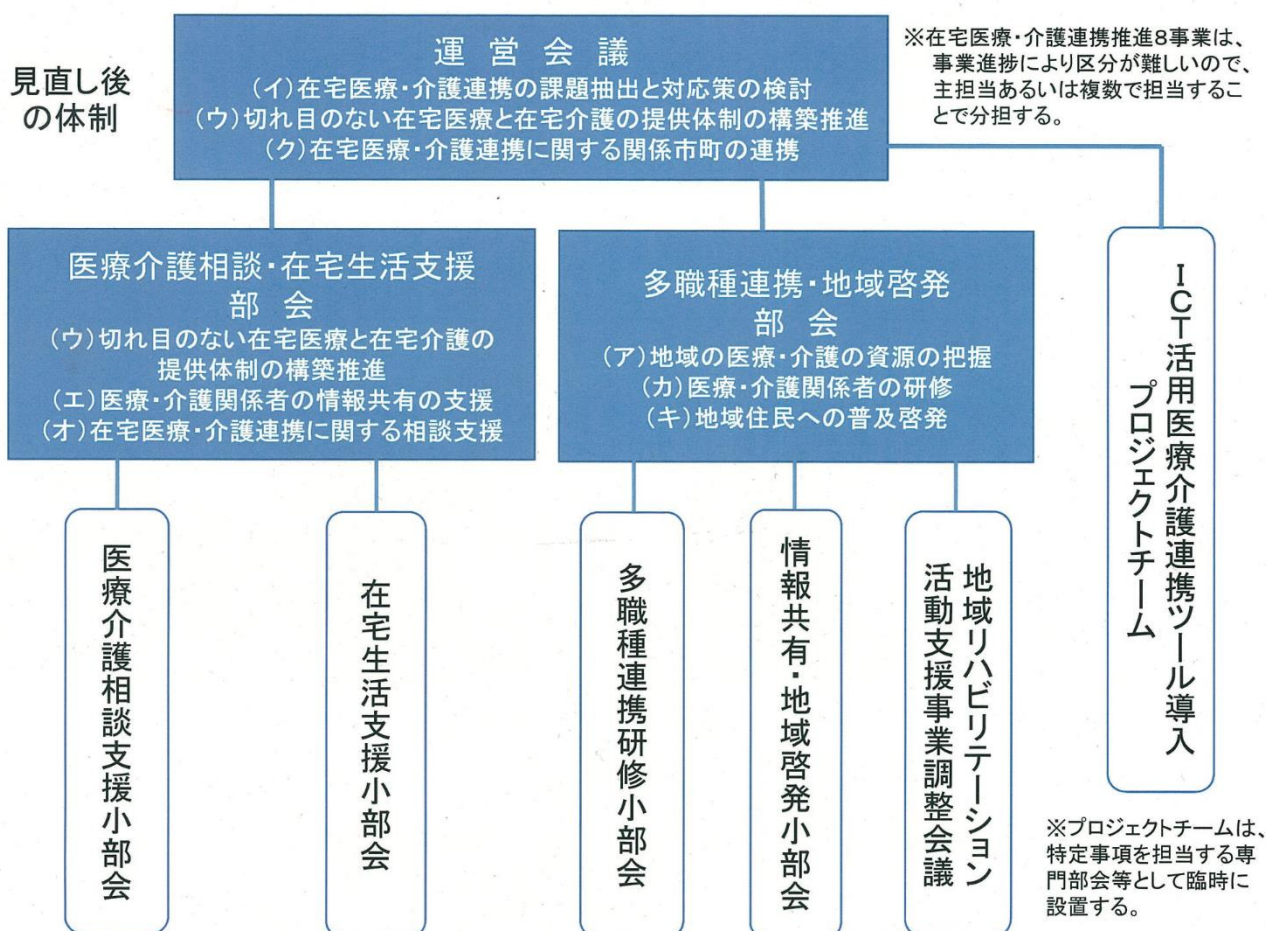 見直し後
の体制
運営会議
(イ)在宅医療・介護連携の課題抽出と対応策の検討
(ウ)切れ目のない在宅医療と在宅介護の提供体制の構築推進
(ク)在宅医療・介護連携に関する関係市町の連携
※在宅医療・介護連携推進8事業は、
事業進捗により区分が難しいので、
主担当あるいは複数で担当するこ
とで分担する。
医療介護相談・在宅生活支援
部会
(ウ)切れ目のない在宅医療と在宅介護の
提供体制の構築推進
(エ)医療・介護関係者の情報共有の支援
(オ)在宅医療・介護連携に関する相談支援
多職種連携・地域啓発
部会
(ア)地域の医療・介護の資源の把握
(カ)医療・介護関係者の研修
(キ)地域住民への普及啓発
ICT活用医療介護連携ツール導入
プロジェクトチーム
医療介護相談支援小部会
在宅生活支援小部会
多職種連携研修小部会
情報共有・地域啓発小部会
地域リハビリテーション
活動支援事業調整会議
※プロジェクトチームは、
特定事項を担当する専
門部会等として臨時に
設置する。